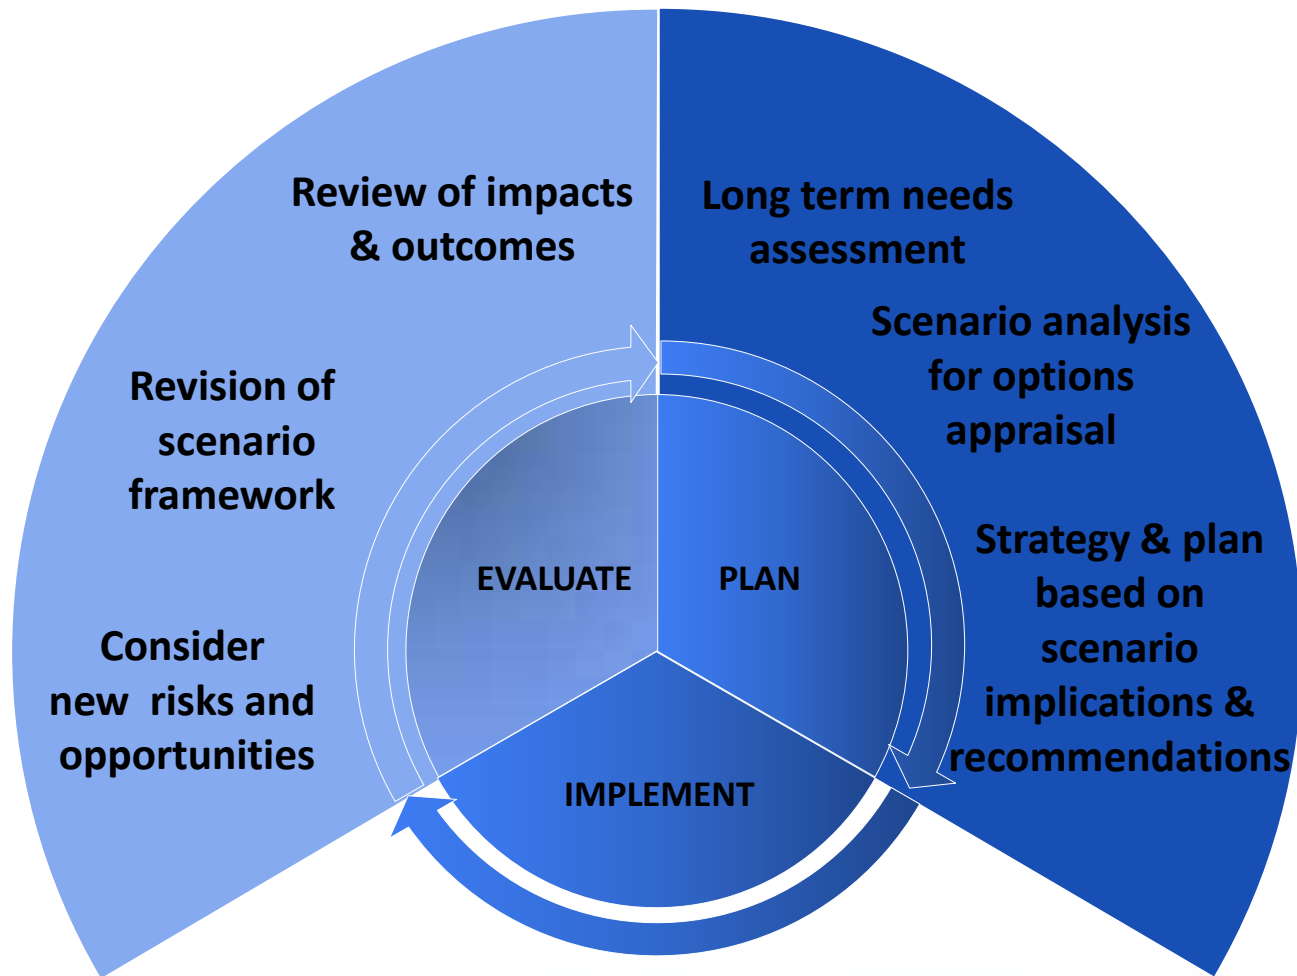 Review of impacts
& outcomes
Long term needs
assessment
Scenario analysis
for options
appraisal
Revision of
scenario
framework
Strategy & plan
based on
scenario
implications &
recommendations
EVALUATE
PLAN
Consider
new  risks and
opportunities
IMPLEMENT